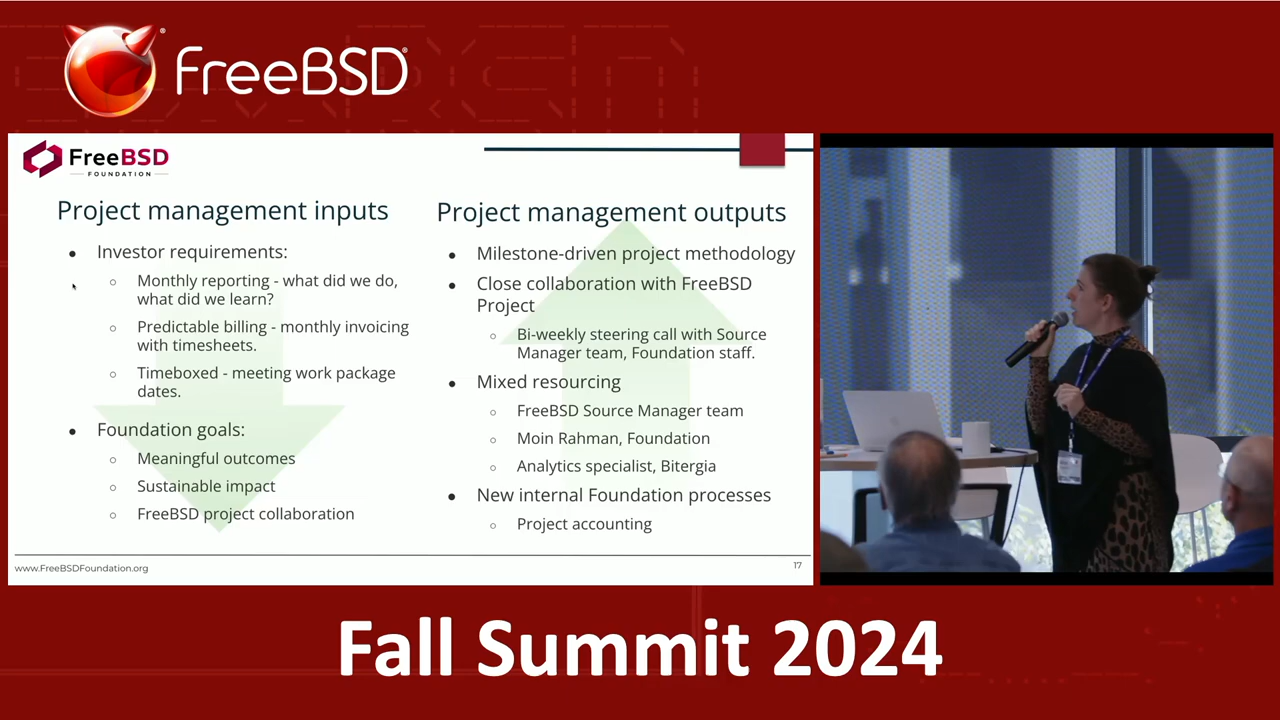 FreeBSD®
FreeBSD
FOUNDATION
Project management inputs
• Investor requirements:
○ Monthly reporting - what did we do,
what did we learn?
○ Predictable billing - monthly invoicing
with timesheets.
○ Timeboxed - meeting work package
dates.
• Foundation goals:
○ Meaningful outcomes
○ Sustainable impact
○ FreeBSD project collaboration
Project management outputs
• Milestone-driven project methodology
• Close collaboration with FreeBSD
Project
○ Bi-weekly steering call with Source
Manager team, Foundation staff.
• Mixed resourcing
○ FreeBSD Source Manager team
○ Moin Rahman, Foundation
○ Analytics specialist, Bitergia
• New internal Foundation processes
○ Project accounting
www.FreeBSDFoundation.org
17
Fall Summit 2024